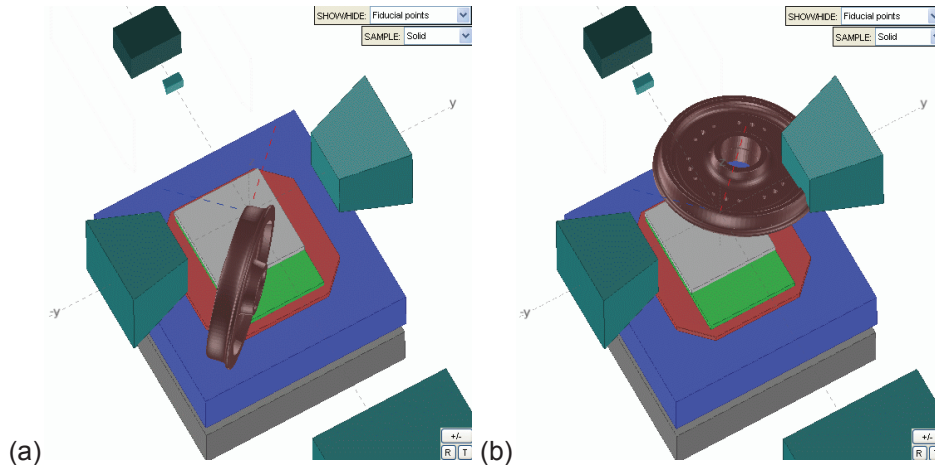 SHOW/HIDE: Fiducial points
SAMPLE: Solid
y
-y
+/-
R T
(a)
SHOW/HIDE: Fiducial points
SAMPLE: Solid
y
-y
+/-
R T
(b)